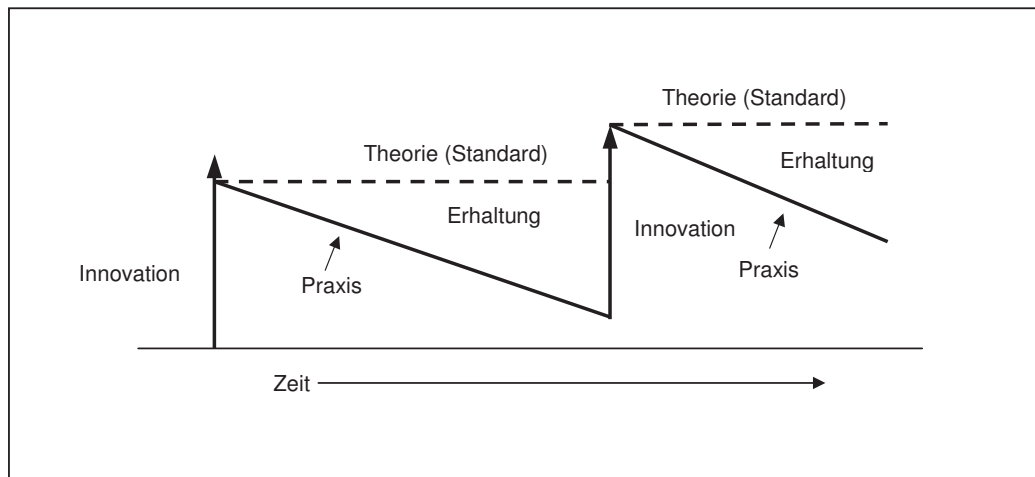 Theorie (Standard)
Erhaltung
Theorie (Standard)
Erhaltung
Innovation
Praxis
Innovation
Praxis
Zeit